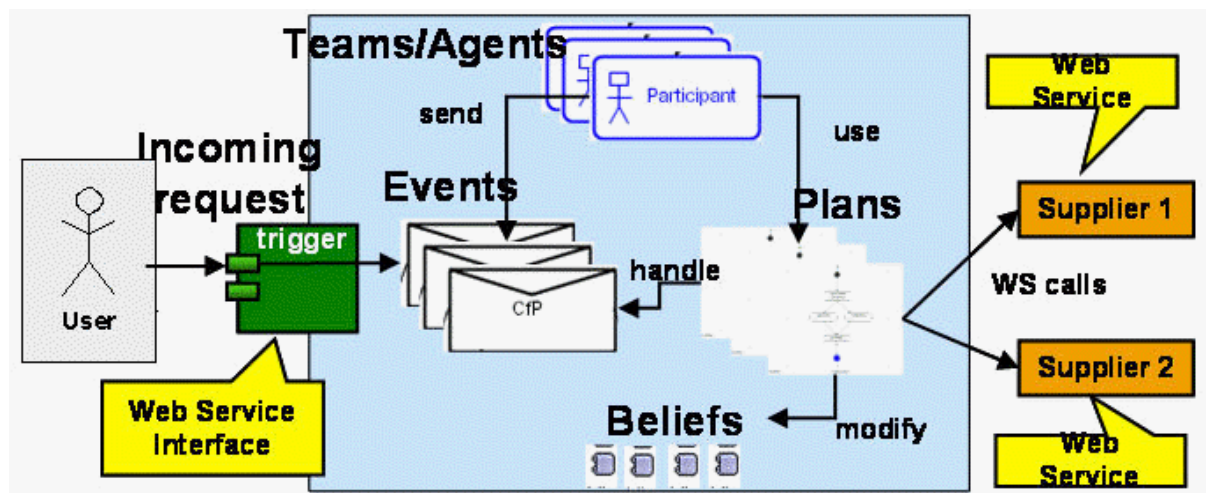 Teams/Agents
Participant
send
use
Web
Service
Incoming
request
Events
Plans
Supplier 1
trigger
handle
WS calls
User
CfP
Supplier 2
Web Service
Interface
Beliefs
modify
Web
Service